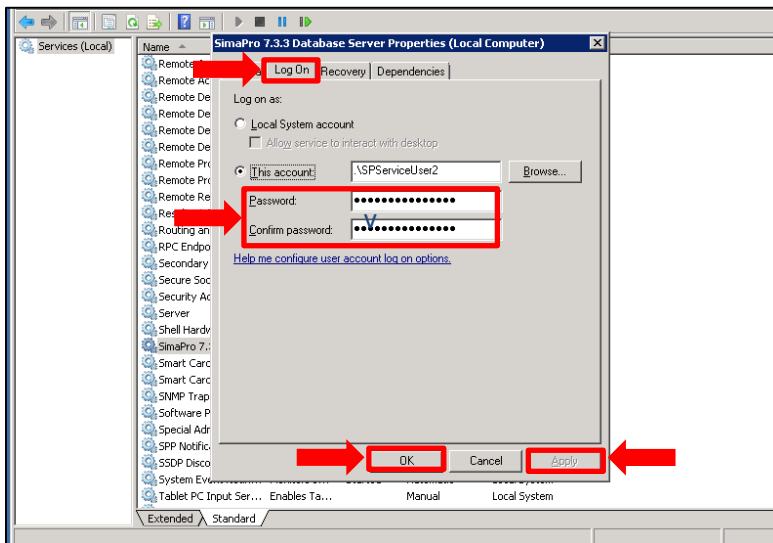 Services (Local)
Name
SimaPro 7.3.3 Database Server Properties (Local Computer)
Log On
Recovery
Dependencies
Log on as:
Local System account
Allow service to interact with desktop
This account:
.\SPServiceUser2
Browse...
Password:
•••••••••••••••
V
Confirm password:
•••••••••••••••
Help me configure user account log on options.
OK
Cancel
Apply
Remote
Remote Ac
Remote De
Remote De
Remote De
Remote De
Remote Pro
Remote Pro
Remote Re
Routing an
RPC Endpo
Secondary
Secure Soc
Security Ac
Server
Shell Hardw
SimaPro 7.
Smart Card
Smart Card
SNMP Trap
Software P
Special Adr
SPP Notific
SSDP Disco
System Eve
Tablet PC Input Ser... Enables Ta... Manual Local System
Extended
Standard